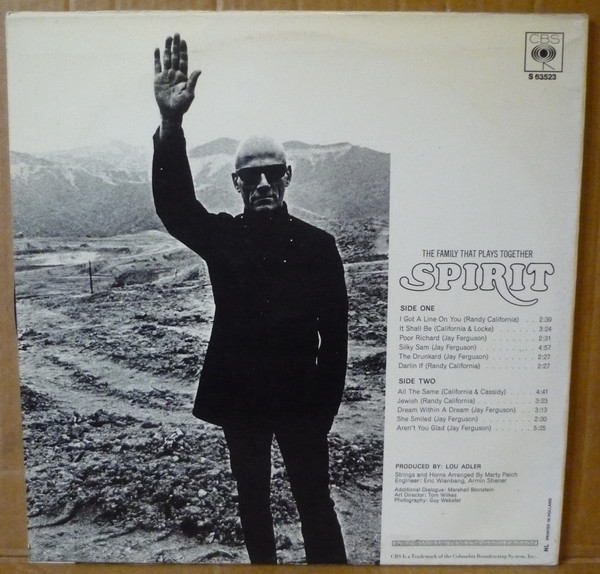 CBS
S 63523
THE FAMILY THAT PLAYS TOGETHER
SPIRIT
SIDE ONE
I Got A Line On You (Randy California) . . 2:39
It Shall Be (California & Locke) . . . . 3:24
Poor Richard (Jay Ferguson) . . . . . 2:31
Silky Sam (Jay Ferguson) . . . . . . 4:57
The Drunkard (Jay Ferguson) . . . . . 2:27
Darlin If (Randy California) . . . . . 2:27
SIDE TWO
All The Same (California & Cassidy) . . . . 4:41
Jewish (Randy California) . . . . . . 3:23
Dream Within A Dream (Jay Ferguson) . . . 3:13
She Smiled (Jay Ferguson) . . . . . . 2:30
Aren't You Glad (Jay Ferguson) . . . . . . 5:25
PRODUCED BY: LOU ADLER
Strings and Horns Arranged By Marty Paich
Engineer: Eric Wienbang, Armin Steiner
Additional Dialogue: Marshall Blonstein
Art Director: Tom Wilkes
Photography: Guy Webster
CBS Is a Trademark of the Columbia Broadcasting System, Inc.
NL PRINTED IN HOLLAND